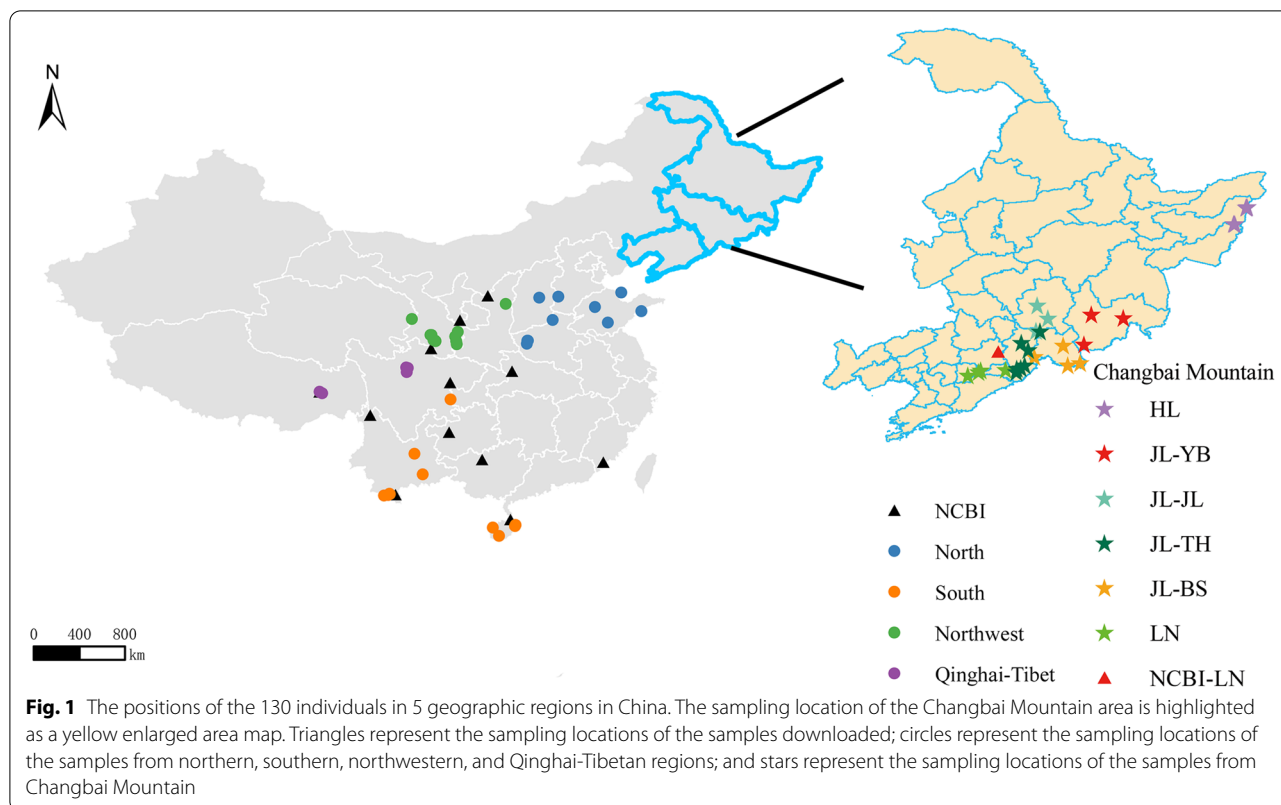 N
Changbai Mountain
HL
JL-YB
JL-JL
JL-TH
JL-BS
LN
NCBI-LN
NCBI
North
South
Northwest
Qinghai-Tibet
0 400 800
km
Fig. 1 The positions of the 130 individuals in 5 geographic regions in China. The sampling location of the Changbai Mountain area is highlighted
as a yellow enlarged area map. Triangles represent the sampling locations of the samples downloaded; circles represent the sampling locations of
the samples from northern, southern, northwestern, and Qinghai-Tibetan regions; and stars represent the sampling locations of the samples from
Changbai Mountain